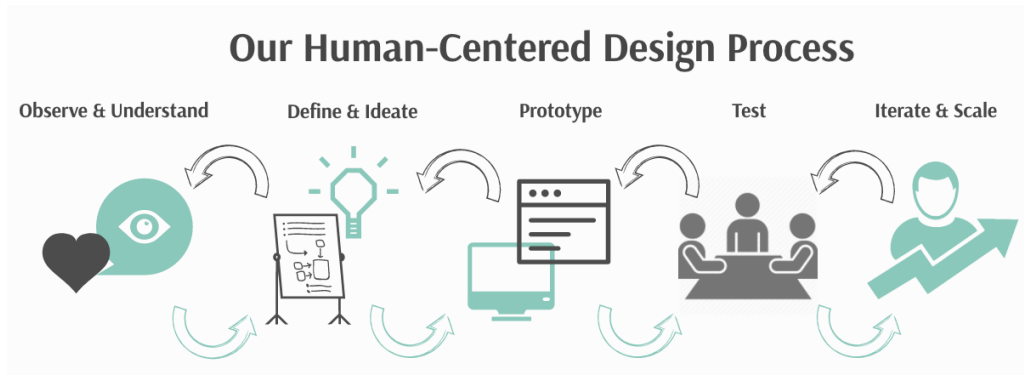 Our Human-Centered Design Process
Observe & Understand
Define & Ideate
Prototype
Test
Iterate & Scale